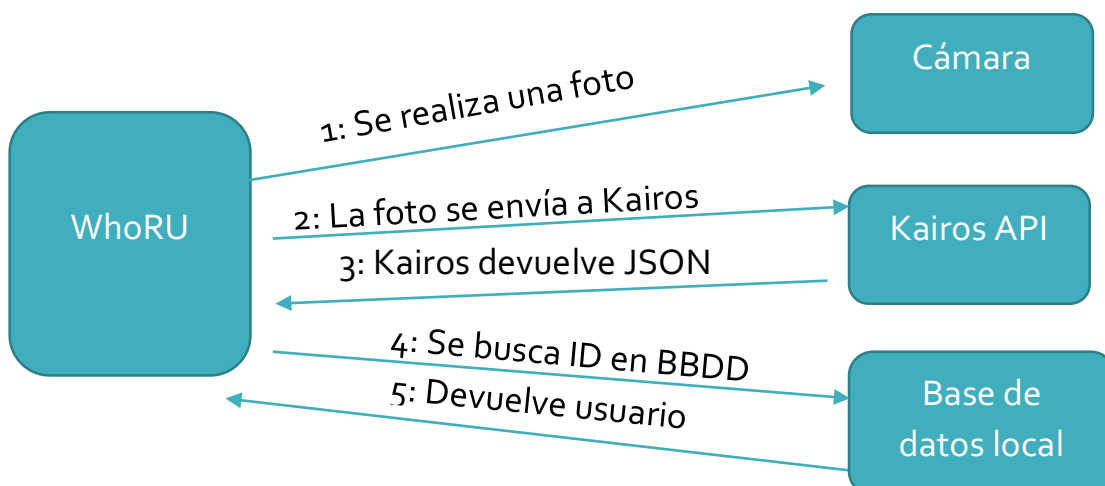 Cámara
1: Se realiza una foto
WhoRU
2: La foto se envía a Kairos
Kairos API
3: Kairos devuelve JSON
4: Se busca ID en BBDD
5: Devuelve usuario
Base de
datos local